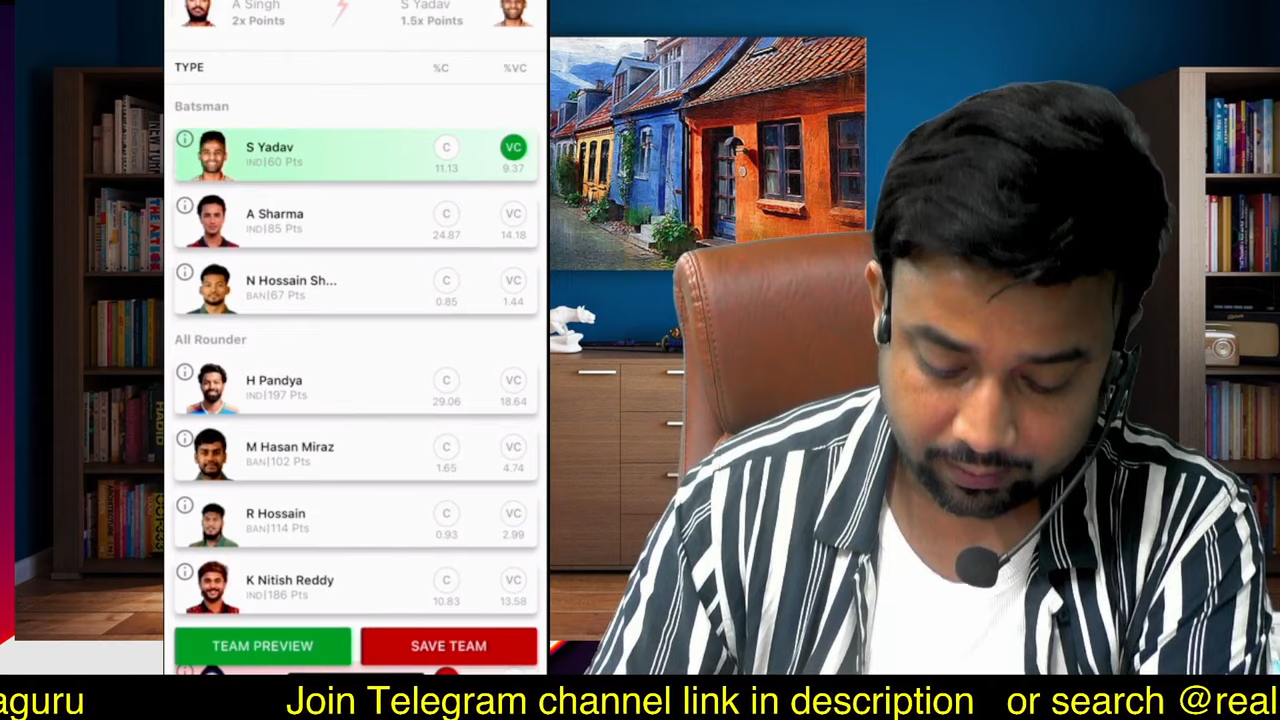 A Singh
2x Points
S Yadav
1.5x Points
TYPE
%C
%VC
Batsman
S Yadav
IND|60 Pts
C
11.13
VC
9.37
A Sharma
IND|85 Pts
C
24.87
VC
14.18
N Hossain Sh...
BAN|67 Pts
C
0.85
VC
1.44
All Rounder
H Pandya
IND|197 Pts
C
29.06
VC
18.64
M Hasan Miraz
BAN|102 Pts
C
1.65
VC
4.74
R Hossain
BAN|114 Pts
C
0.93
VC
2.99
K Nitish Reddy
IND|186 Pts
C
10.83
VC
13.58
TEAM PREVIEW
SAVE TEAM
aguru
Join Telegram channel link in description or search @real